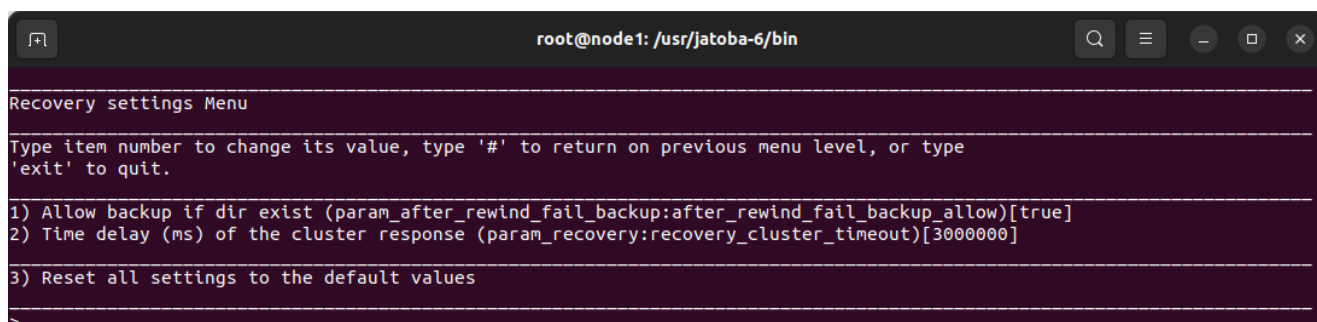 root@node1: /usr/jatoba-6/bin
Recovery settings Menu
Type item number to change its value, type '#' to return on previous menu level, or type
'exit' to quit.
1) Allow backup if dir exist (param_after_rewind_fail_backup:after_rewind_fail_backup_allow)[true]
2) Time delay (ms) of the cluster response (param_recovery:recovery_cluster_timeout)[3000000]
3) Reset all settings to the default values
>